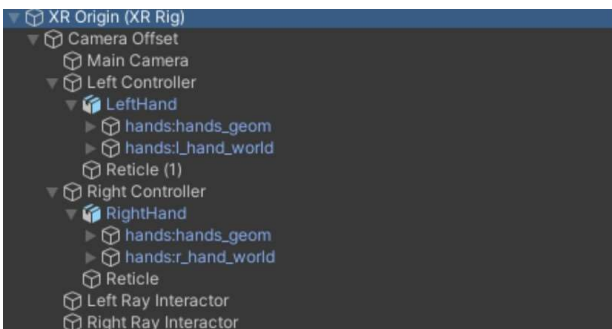 XR Origin (XR Rig)
Camera Offset
Main Camera
Left Controller
LeftHand
hands:hands_geom
hands:l_hand_world
Reticle (1)
Right Controller
RightHand
hands:hands_geom
hands:r_hand_world
Reticle
Left Ray Interactor
Right Ray Interactor